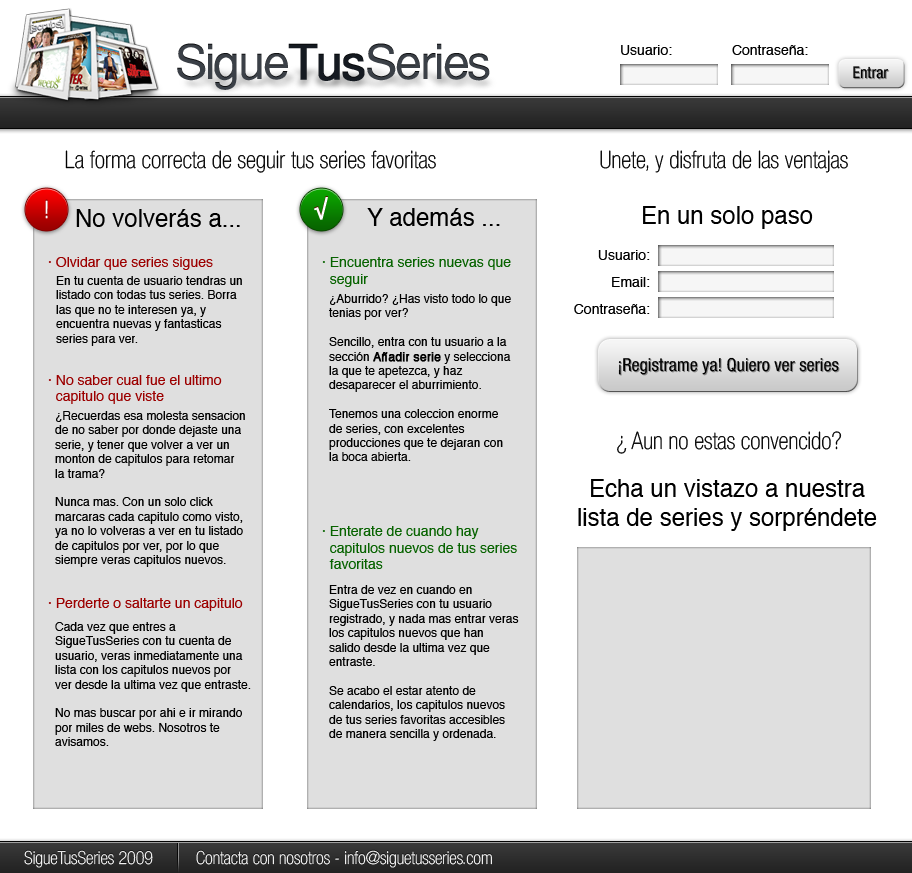 Scrubs
weeds
SigueTusSeries
Usuario:
Contraseña:
Entrar
La forma correcta de seguir tus series favoritas
Unete, y disfruta de las ventajas
!
No volverás a...
· Olvidar que series sigues
En tu cuenta de usuario tendras un
listado con todas tus series. Borra
las que no te interesen ya, y
encuentra nuevas y fantasticas
series para ver.
· No saber cual fue el ultimo
capitulo que viste
¿Recuerdas esa molesta sensacion
de no saber por donde dejaste una
serie, y tener que volver a ver un
monton de capitulos para retomar
la trama?
Nunca mas. Con un solo click
marcaras cada capitulo como visto,
ya no lo volveras a ver en tu listado
de capitulos por ver, por lo que
siempre veras capitulos nuevos.
· Perderte o saltarte un capitulo
Cada vez que entres a
SigueTusSeries con tu cuenta de
usuario, veras inmediatamente una
lista con los capitulos nuevos por
ver desde la ultima vez que entraste.
No mas buscar por ahi e ir mirando
por miles de webs. Nosotros te
avisamos.
√
Y además ...
· Encuentra series nuevas que
seguir
¿Aburrido? ¿Has visto todo lo que
tenias por ver?
Sencillo, entra con tu usuario a la
sección Añadir serie y selecciona
la que te apetezca, y haz
desaparecer el aburrimiento.
Tenemos una coleccion enorme
de series, con excelentes
producciones que te dejaran con
la boca abierta.
· Enterate de cuando hay
capitulos nuevos de tus series
favoritas
Entra de vez en cuando en
SigueTusSeries con tu usuario
registrado, y nada mas entrar veras
los capitulos nuevos que han
salido desde la ultima vez que
entraste.
Se acabo el estar atento de
calendarios, los capitulos nuevos
de tus series favoritas accesibles
de manera sencilla y ordenada.
En un solo paso
Usuario:
Email:
Contraseña:
¡Registrame ya! Quiero ver series
¿ Aun no estas convencido?
Echa un vistazo a nuestra
lista de series y sorpréndete
SigueTusSeries 2009
Contacta con nosotros - info@siguetusseries.com